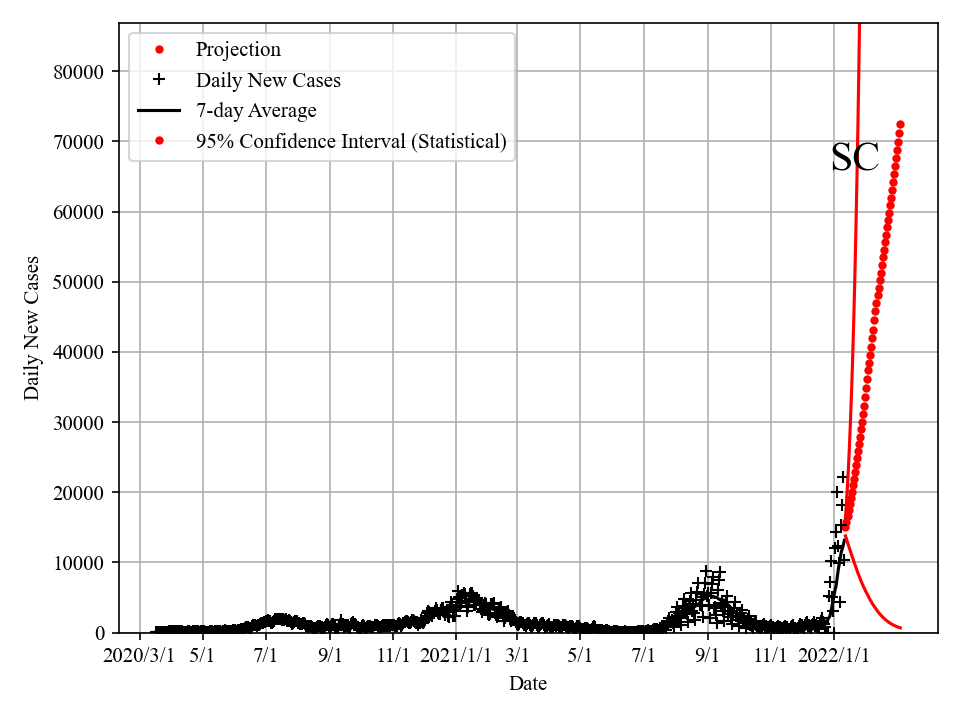 Projection
Daily New Cases
7-day Average
95% Confidence Interval (Statistical)
SC
Daily New Cases
80000
70000
60000
50000
40000
30000
20000
10000
0
2020/3/1 5/1 7/1 9/1 11/1 2021/1/1 3/1 5/1 7/1 9/1 11/1 2022/1/1
Date